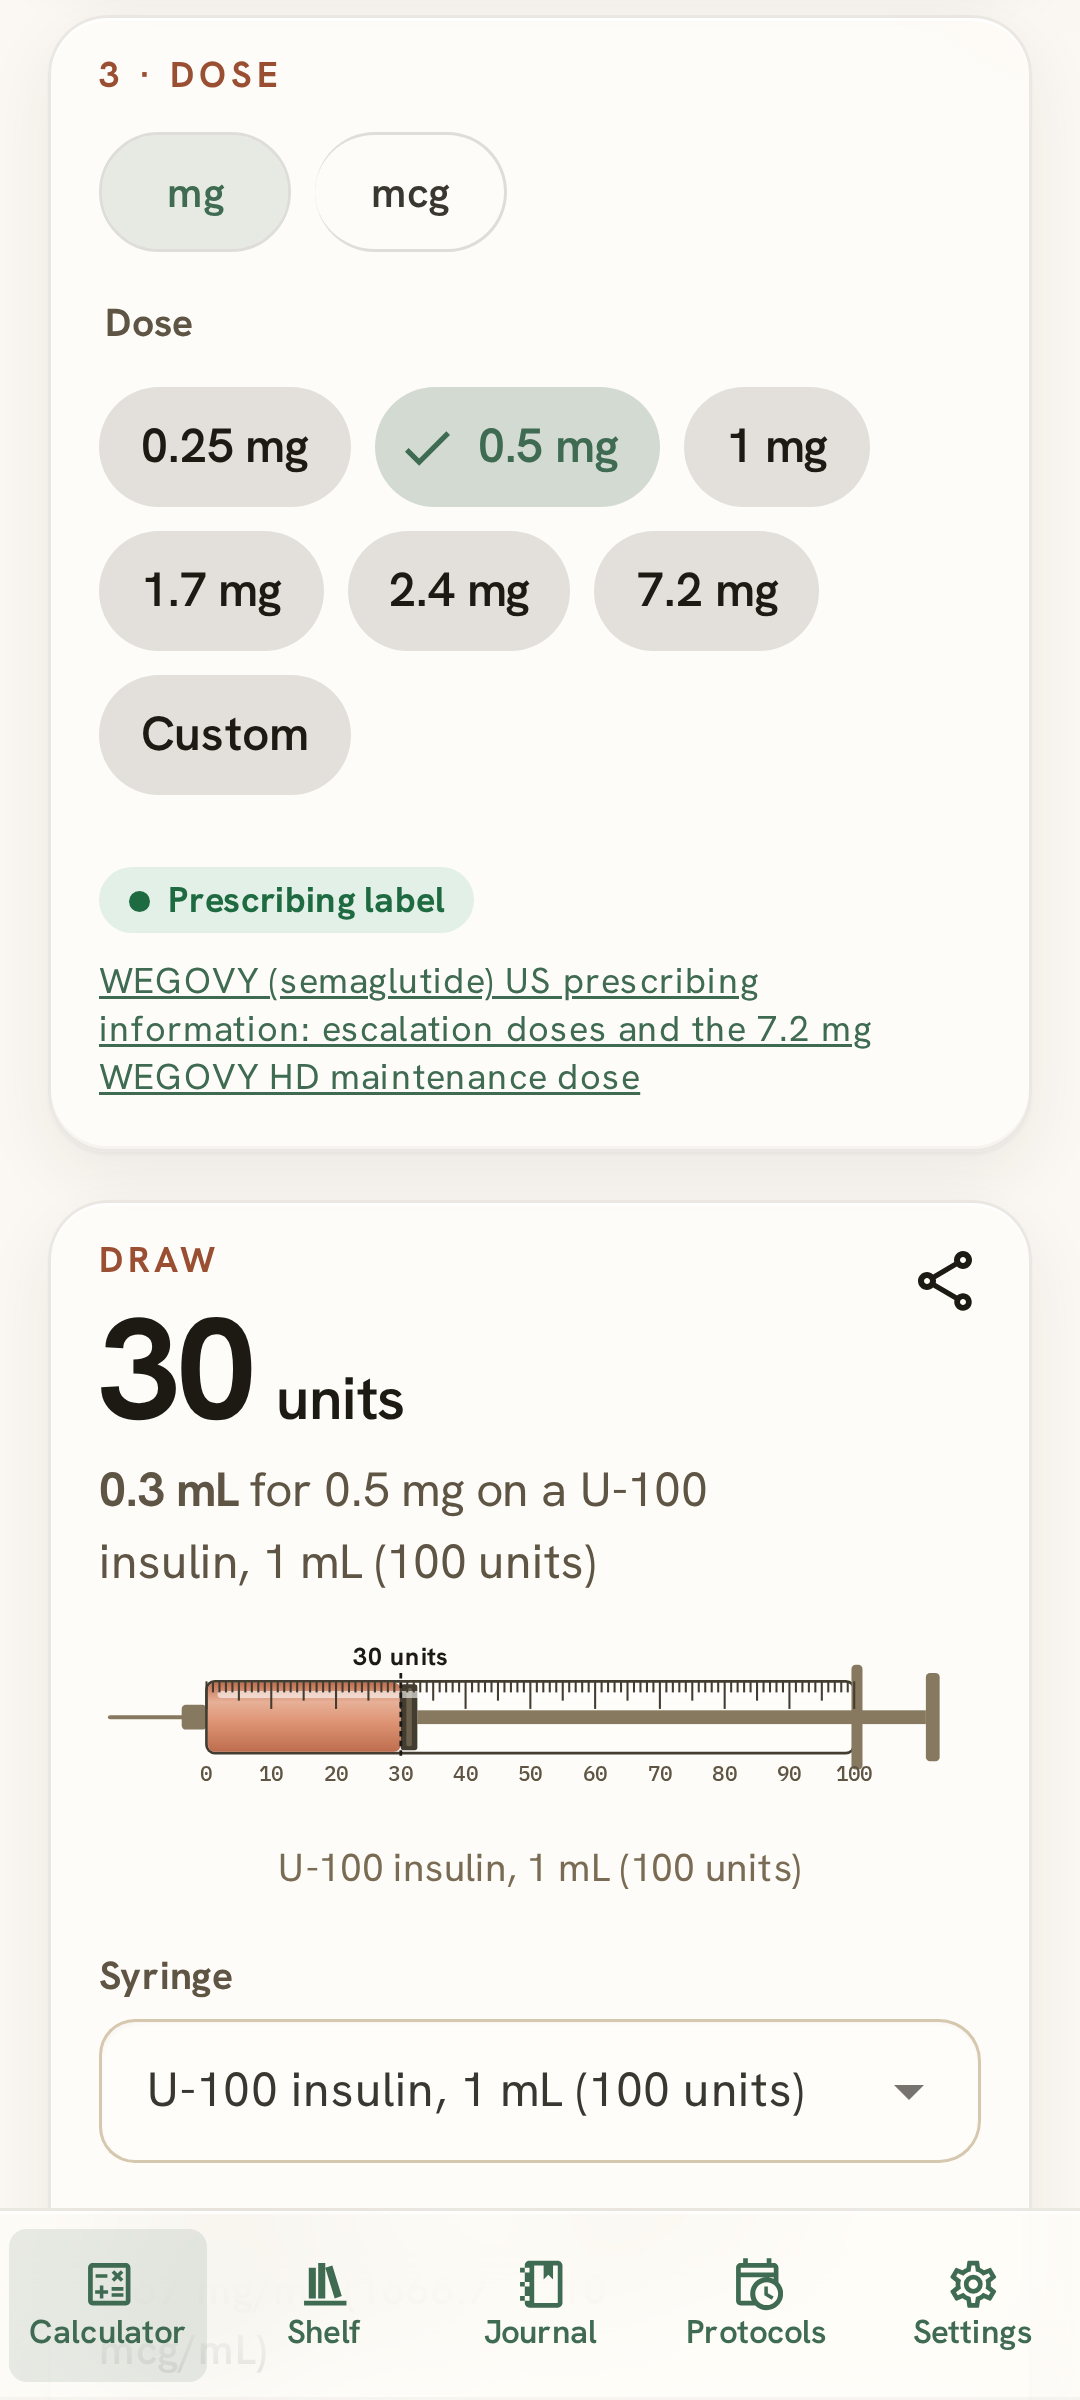 3 · DOSE
mg
mcg
Dose
0.25 mg
0.5 mg
1 mg
1.7 mg
2.4 mg
7.2 mg
Custom
Prescribing label
WEGOVY (semaglutide) US prescribing
information: escalation doses and the 7.2 mg
WEGOVY HD maintenance dose
DRAW
30 units
0.3 mL for 0.5 mg on a U-100
insulin, 1 mL (100 units)
30 units
0 10 20 30 40 50 60 70 80 90 100
U-100 insulin, 1 mL (100 units)
Syringe
U-100 insulin, 1 mL (100 units)
mcg/mL)
Calculator
Shelf
Journal
Protocols
Settings